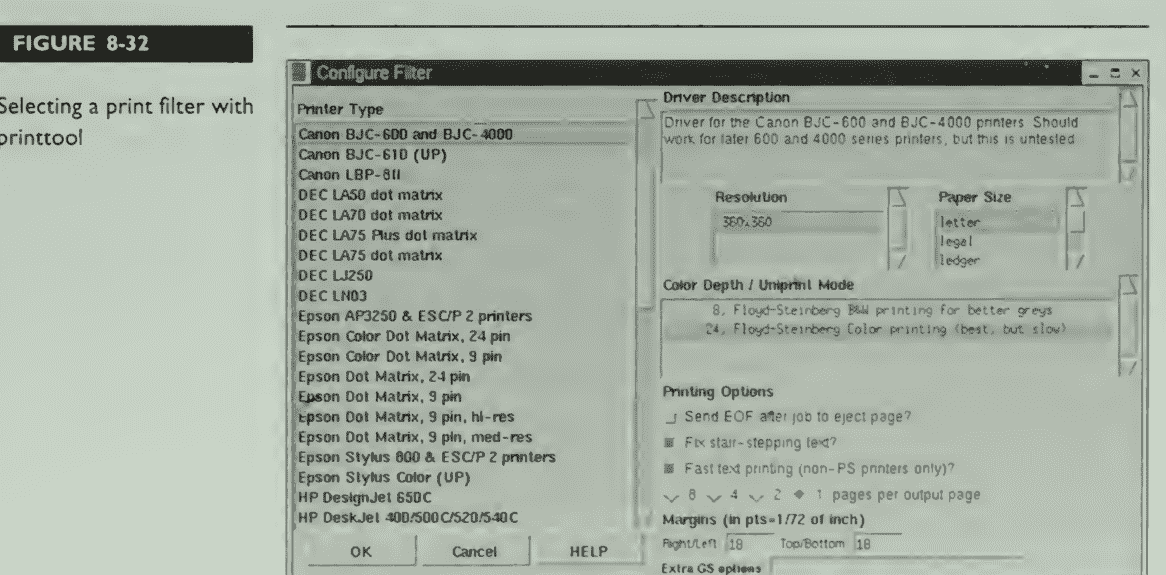 FIGURE 8-32
Selecting a print filter with
printtool
Configure Filter
Printer Type
Canon BJC-600 and BJC-4000
Canon BJC-610 (UP)
Canon LBP-8II
DEC LA50 dot matrix
DEC LA70 dot matrix
DEC LA75 Plus dot matrix
DEC LA75 dot matrix
DEC LJ250
DEC LN03
Epson AP3250 & ESC/P 2 printers
Epson Color Dot Matrix, 24 pin
Epson Color Dot Matrix, 9 pin
Epson Dot Matrix, 24 pin
Epson Dot Matrix, 9 pin
Epson Dot Matrix, 9 pin, hi-res
Epson Dot Matrix, 9 pin, med-res
Epson Stylus 800 & ESC/P 2 printers
Epson Stylus Color (UP)
HP DesignJet 650C
HP DeskJet 400/500C/520/540C
OK Cancel HELP
Driver Description
Driver for the Canon BJC-600 and BJC-4000 printers. Should
work for later 600 and 4000 series printers, but this is untested
Resolution
360x360
Paper Size
letter
legal
ledger
Color Depth / Uniprint Mode
8, Floyd-Steinberg B&W printing for better greys
24, Floyd-Steinberg Color printing (best, but slow)
Printing Options
Send EOF after job to eject page?
Fix stair-stepping text?
Fast text printing (non-PS printers only)?
8 4 2 1 pages per output page
Margins (in pts=1/72 of inch)
Right/Left 18 Top/Bottom 18
Extra GS options